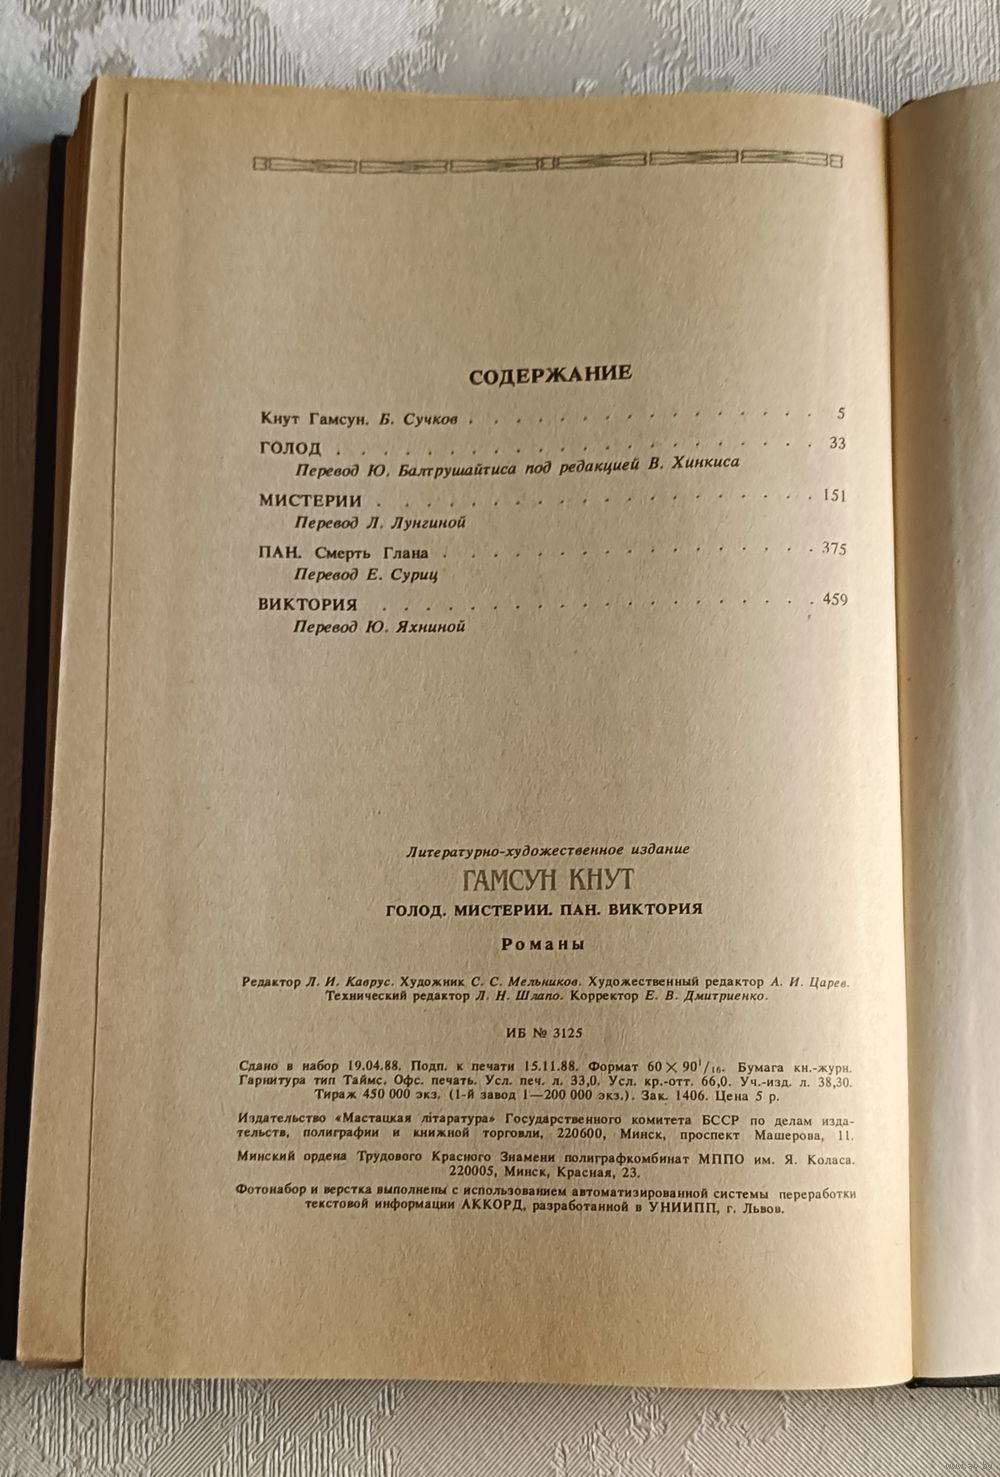 СОДЕРЖАНИЕ
Кнут Гамсун. Б. Сучков . . . . . . . . . . . . . . . . 5
ГОЛОД . . . . . . . . . . . . . . . . . . 33
Перевод Ю. Балтрушайтиса под редакцией В. Хинкиса
МИСТЕРИИ . . . . . . . . . . . . . . . . . 151
Перевод Л. Лунгиной
ПАН. Смерть Глана . . . . . . . . . . . . . . . 375
Перевод Е. Суриц
ВИКТОРИЯ . . . . . . . . . . . . . . . . . 459
Перевод Ю. Яхниной
Литературно-художественное издание
ГАМСУН КНУТ
ГОЛОД. МИСТЕРИИ. ПАН. ВИКТОРИЯ
Романы
Редактор Л. И. Каврус. Художник С. С. Мельников. Художественный редактор А. И. Царев.
Технический редактор Л. Н. Шлапо. Корректор Е. В. Дмитриенко.
ИБ № 3125
Сдано в набор 19.04.88. Подп. к печати 15.11.88. Формат 60×90¹/₁₆. Бумага кн.-журн.
Гарнитура тип Таймс. Офс. печать. Усл. печ. л. 33,0. Усл. кр.-отт. 66,0. Уч.-изд. л. 38,30.
Тираж 450 000 экз. (1-й завод 1—200 000 экз.). Зак. 1406. Цена 5 р.
Издательство «Мастацкая літаратура» Государственного комитета БССР по делам изда-
тельств, полиграфии и книжной торговли, 220600, Минск, проспект Машерова, 11.
Минский ордена Трудового Красного Знамени полиграфкомбинат МППО им. Я. Коласа.
220005, Минск, Красная, 23.
Фотонабор и верстка выполнены с использованием автоматизированной системы переработки
текстовой информации АККОРД, разработанной в УНИИПП, г. Львов.